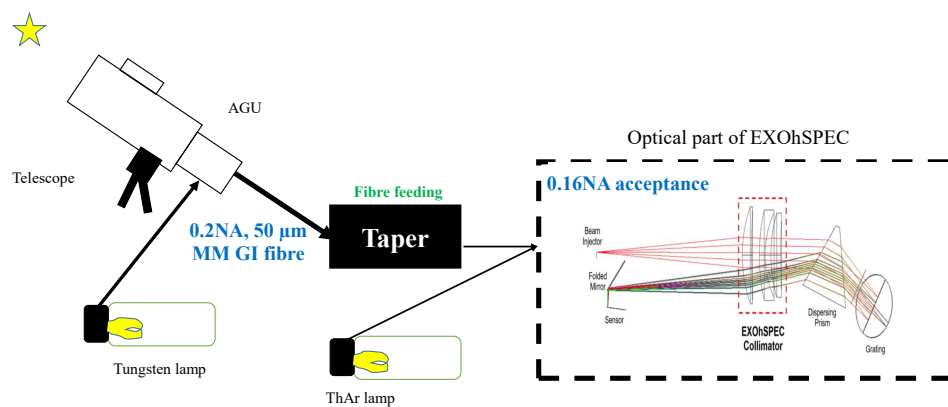 AGU
Telescope
Optical part of EXOhSPEC
Fibre feeding
0.16NA acceptance
0.2NA, 50 µm
MM GI fibre
Taper
Beam
Injector
Folded
Mirror
Sensor
EXOhSPEC
Collimator
Dispersing
Prism
Grating
Tungsten lamp
ThAr lamp